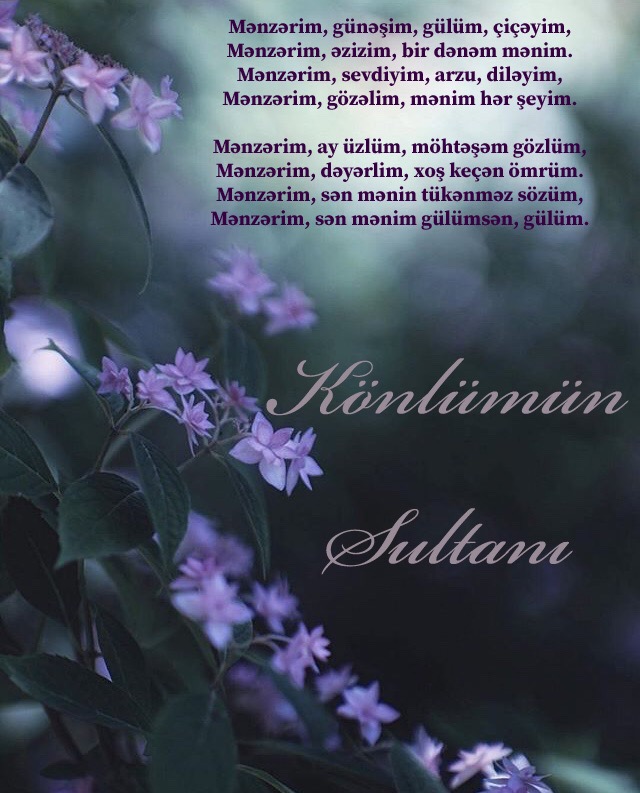 Mənzərim, günəşim, gülüm, çiçəyim,
Mənzərim, əzizim, bir dənəm mənim.
Mənzərim, sevdiyim, arzu, diləyim,
Mənzərim, gözəlim, mənim hər şeyim.

Mənzərim, ay üzlüm, möhtəşəm gözlüm,
Mənzərim, dəyərlim, xoş keçən ömrüm.
Mənzərim, sən mənin tükənməz sözüm,
Mənzərim, sən mənim gülümsən, gülüm.

Könlümün
Sultanı